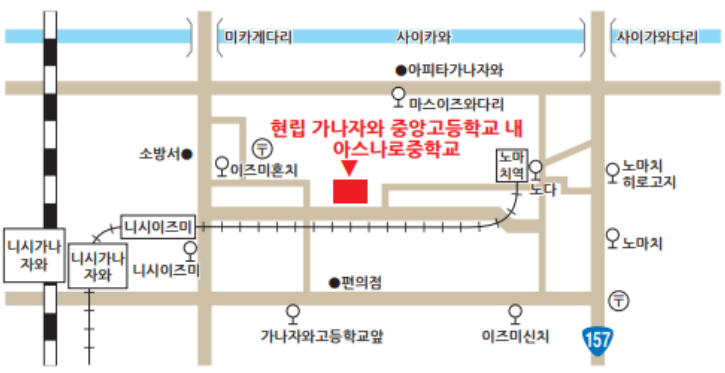 미카게다리
사이카와
사이가와다리
●아피타가나자와
마스이즈와다리
현립 가나자와 중앙고등학교 내
아스나로중학교
소방서●
〒
이즈미혼치
노마
치역
노다
노마치
히로고지
니시이즈미
니시가나
자와
니시가나
자와
니시이즈미
노마치
●편의점
〒
가나자와고등학교앞
이즈미신치
157